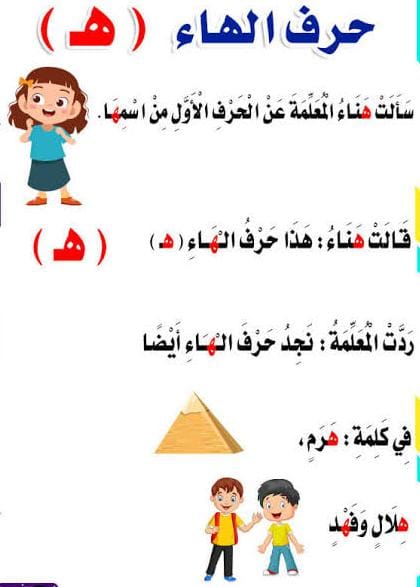 حرف الهاء ( هـ )
سَأَلَتْ هَنَاءُ الْمُعَلِّمَةَ عَنْ الْحَرْفِ الْأَوَّلِ مِنْ اسْمِهَا.
قَالَتْ هَنَاءُ : هَذَا حَرْفُ الْهَاءِ ( هـ ) ( هـ )
رَدَّتْ الْمُعَلِّمَةُ : نَجِدُ حَرْفَ الْهَاءِ أَيْضًا
فِي كَلِمَةِ : هَرَمٍ ،
هِلَالٍ وَفَهْدٍ